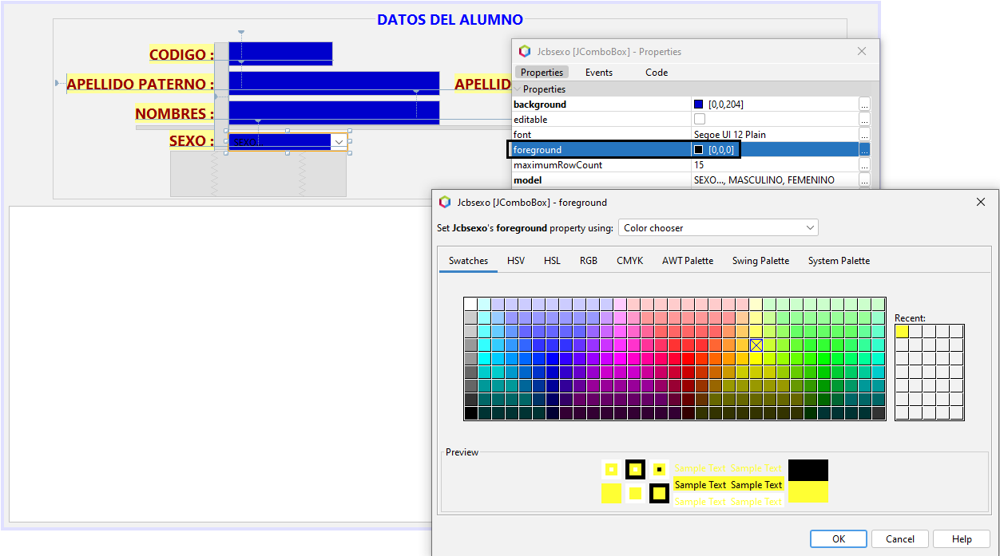 DATOS DEL ALUMNO
CODIGO :
APELLIDO PATERNO :
APELLID
NOMBRES :
SEXO :
SEXO...
Jcbsexo [JComboBox] - Properties
Properties
Events
Code
Properties
background
[0,0,204]
editable
...
font
Segoe UI 12 Plain
...
foreground
[0,0,0]
...
maximumRowCount
15
...
model
SEXO..., MASCULINO, FEMENINO
...
Jcbsexo [JComboBox] - foreground
Set Jcbsexo's foreground property using:
Color chooser
Swatches
HSV
HSL
RGB
CMYK
AWT Palette
Swing Palette
System Palette
Recent:
Preview
Sample Text Sample Text
Sample Text Sample Text
Sample Text Sample Text
OK
Cancel
Help